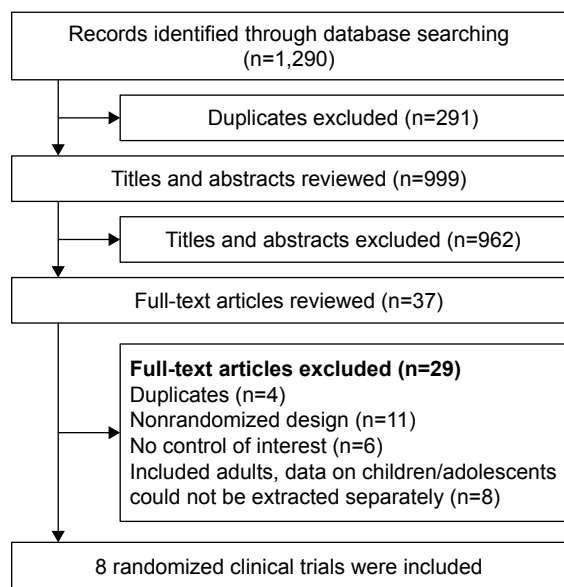 Records identified through database searching
(n=1,290)
Duplicates excluded (n=291)
Titles and abstracts reviewed (n=999)
Titles and abstracts excluded (n=962)
Full-text articles reviewed (n=37)
Full-text articles excluded (n=29)
Duplicates (n=4)
Nonrandomized design (n=11)
No control of interest (n=6)
Included adults, data on children/adolescents
could not be extracted separately (n=8)
8 randomized clinical trials were included